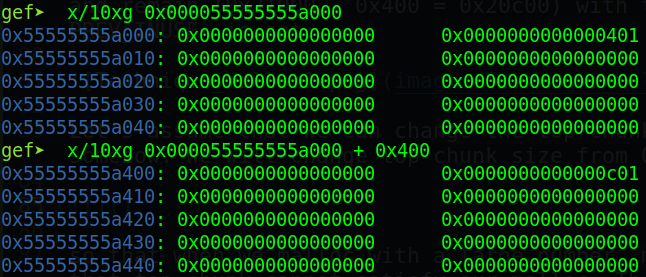 gef➤  x/10xg 0x000055555555a000
0x55555555a000: 0x0000000000000000 0x0000000000000401
0x55555555a010: 0x0000000000000000 0x0000000000000000
0x55555555a020: 0x0000000000000000 0x0000000000000000
0x55555555a030: 0x0000000000000000 0x0000000000000000
0x55555555a040: 0x0000000000000000 0x0000000000000000
gef➤  x/10xg 0x000055555555a000 + 0x400
0x55555555a400: 0x0000000000000000 0x0000000000000c01
0x55555555a410: 0x0000000000000000 0x0000000000000000
0x55555555a420: 0x0000000000000000 0x0000000000000000
0x55555555a430: 0x0000000000000000 0x0000000000000000
0x55555555a440: 0x0000000000000000 0x0000000000000000